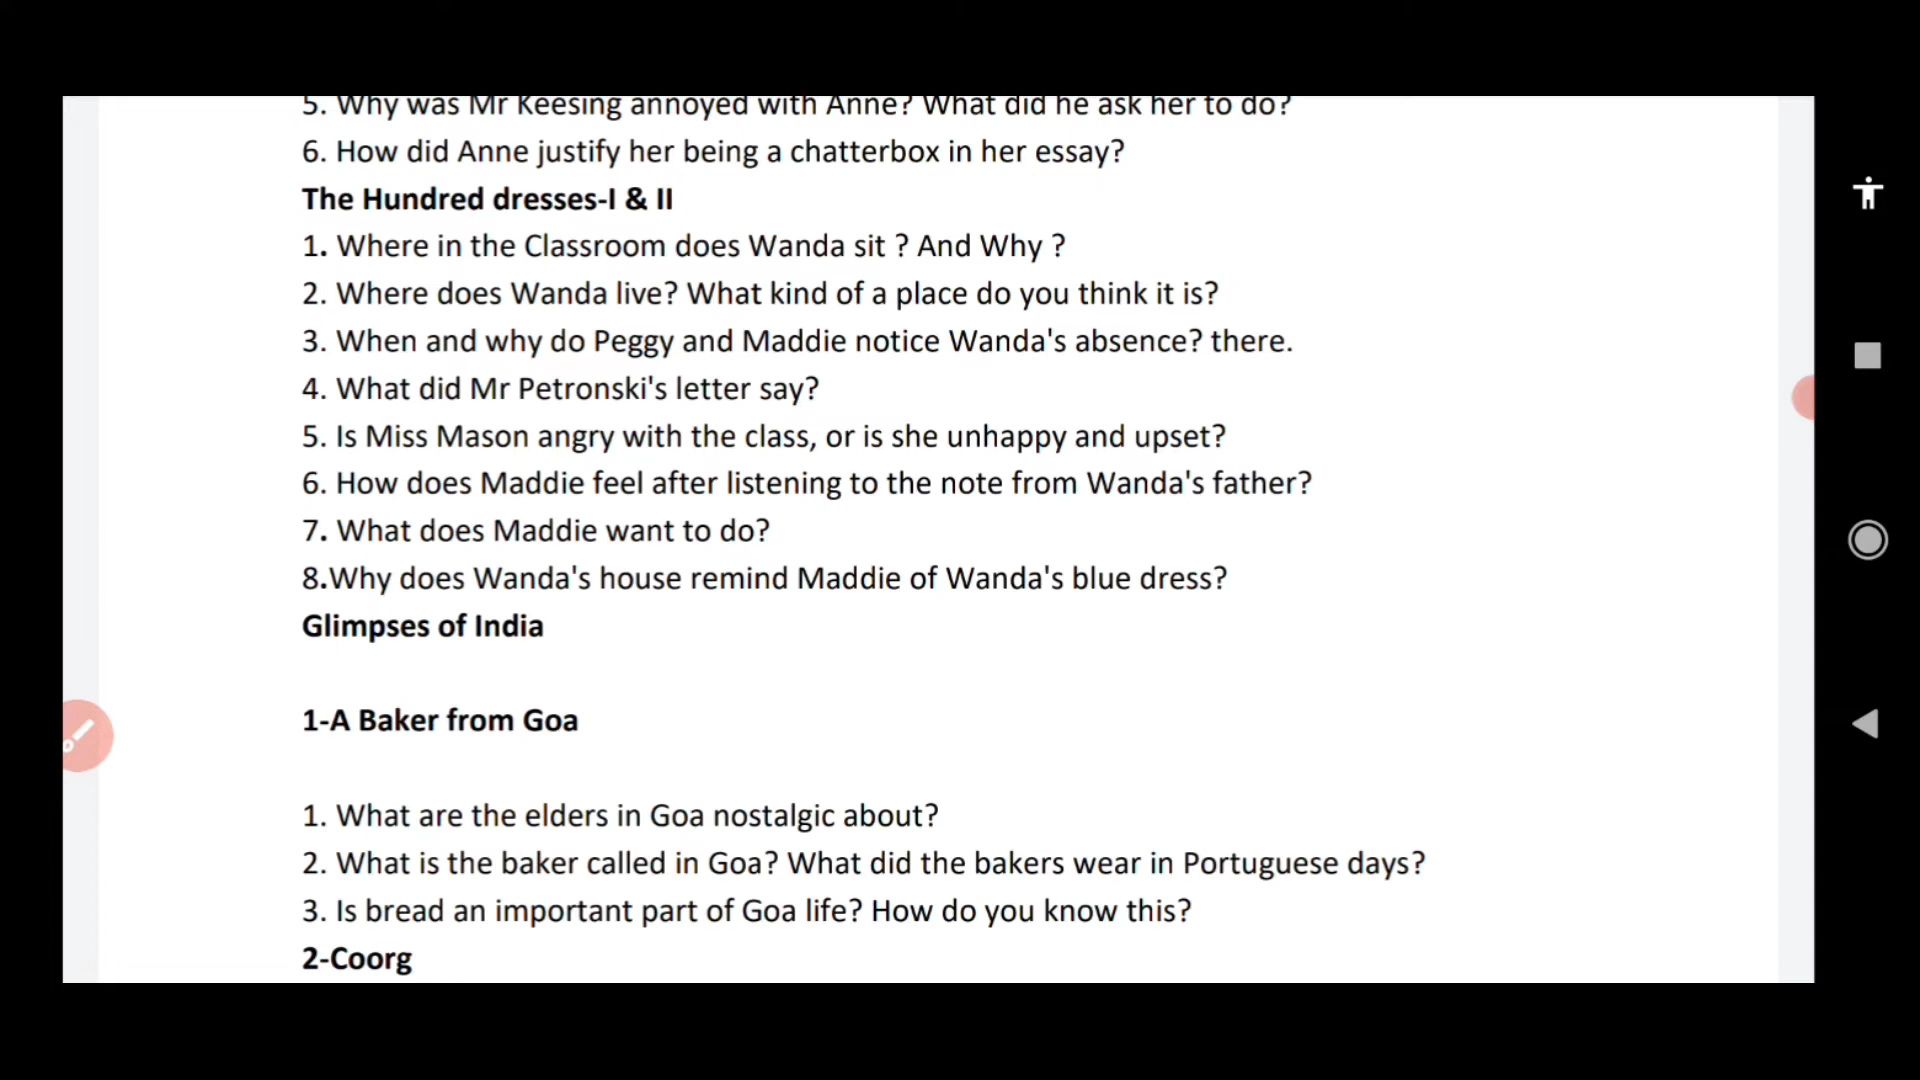 5. Why was Mr Keesing annoyed with Anne? What did he ask her to do?
6. How did Anne justify her being a chatterbox in her essay?
The Hundred dresses-I & II
1. Where in the Classroom does Wanda sit ? And Why ?
2. Where does Wanda live? What kind of a place do you think it is?
3. When and why do Peggy and Maddie notice Wanda's absence? there.
4. What did Mr Petronski's letter say?
5. Is Miss Mason angry with the class, or is she unhappy and upset?
6. How does Maddie feel after listening to the note from Wanda's father?
7. What does Maddie want to do?
8.Why does Wanda's house remind Maddie of Wanda's blue dress?
Glimpses of India
1-A Baker from Goa
1. What are the elders in Goa nostalgic about?
2. What is the baker called in Goa? What did the bakers wear in Portuguese days?
3. Is bread an important part of Goa life? How do you know this?
2-Coorg